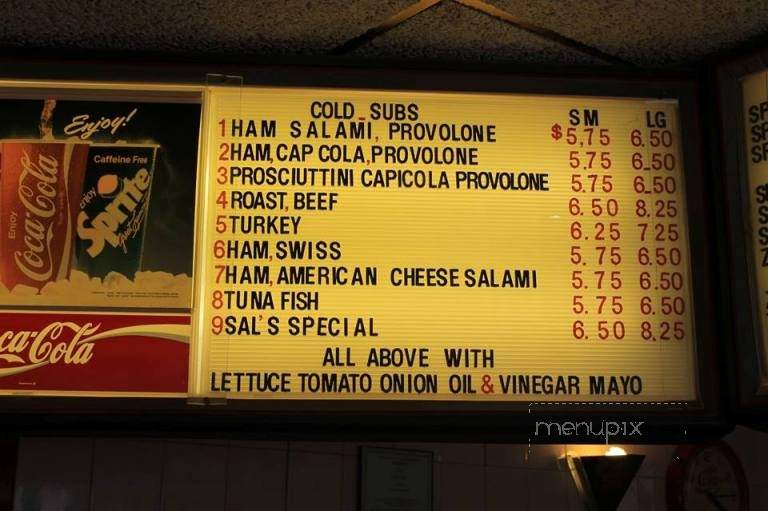 Enjoy!
Caffeine Free
Enjoy
Coca-Cola
enjoy
Sprite
ca-Cola
COLD SUBS SM LG
1 HAM SALAMI, PROVOLONE $5,75 6.50
2 HAM, CAP COLA, PROVOLONE 5.75 6.50
3 PROSCIUTTINI CAPICOLA PROVOLONE 5.75 6.50
4 ROAST, BEEF 6.50 8.25
5 TURKEY 6.25 7 25
6 HAM, SWISS 5.75 6.50
7 HAM, AMERICAN CHEESE SALAMI 5.75 6.50
8 TUNA FISH 5.75 6.50
9 SAL'S SPECIAL 6.50 8.25
ALL ABOVE WITH
LETTUCE TOMATO ONION OIL & VINEGAR MAYO
SP
SP
SP
menupix